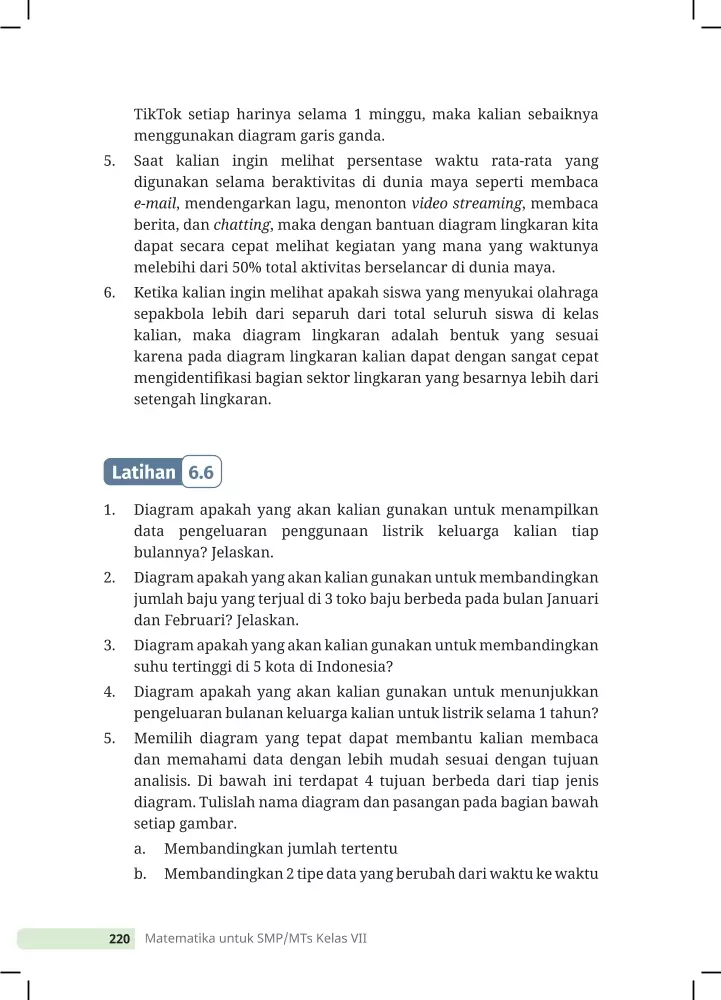 TikTok setiap harinya selama 1 minggu, maka kalian sebaiknya
menggunakan diagram garis ganda.
5. Saat kalian ingin melihat persentase waktu rata-rata yang
digunakan selama beraktivitas di dunia maya seperti membaca
e-mail, mendengarkan lagu, menonton video streaming, membaca
berita, dan chatting, maka dengan bantuan diagram lingkaran kita
dapat secara cepat melihat kegiatan yang mana yang waktunya
melebihi dari 50% total aktivitas berselancar di dunia maya.
6. Ketika kalian ingin melihat apakah siswa yang menyukai olahraga
sepakbola lebih dari separuh dari total seluruh siswa di kelas
kalian, maka diagram lingkaran adalah bentuk yang sesuai
karena pada diagram lingkaran kalian dapat dengan sangat cepat
mengidentifikasi bagian sektor lingkaran yang besarnya lebih dari
setengah lingkaran.
Latihan 6.6
1. Diagram apakah yang akan kalian gunakan untuk menampilkan
data pengeluaran penggunaan listrik keluarga kalian tiap
bulannya? Jelaskan.
2. Diagram apakah yang akan kalian gunakan untuk membandingkan
jumlah baju yang terjual di 3 toko baju berbeda pada bulan Januari
dan Februari? Jelaskan.
3. Diagram apakah yang akan kalian gunakan untuk membandingkan
suhu tertinggi di 5 kota di Indonesia?
4. Diagram apakah yang akan kalian gunakan untuk menunjukkan
pengeluaran bulanan keluarga kalian untuk listrik selama 1 tahun?
5. Memilih diagram yang tepat dapat membantu kalian membaca
dan memahami data dengan lebih mudah sesuai dengan tujuan
analisis. Di bawah ini terdapat 4 tujuan berbeda dari tiap jenis
diagram. Tulislah nama diagram dan pasangan pada bagian bawah
setiap gambar.
a. Membandingkan jumlah tertentu
b. Membandingkan 2 tipe data yang berubah dari waktu ke waktu
220 Matematika untuk SMP/MTs Kelas VII